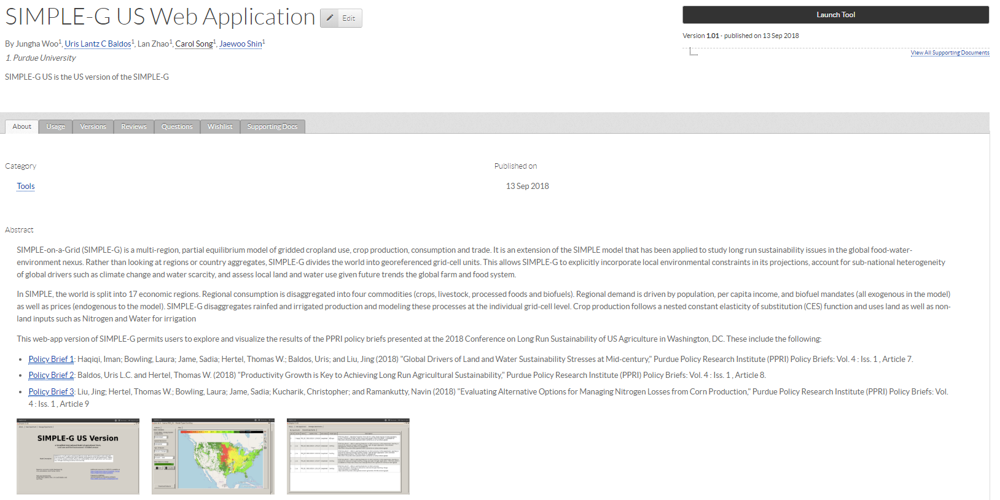 SIMPLE-G US Web Application
Edit
By Jungha Woo1, Uris Lantz C Baldos1, Lan Zhao1, Carol Song1, Jaewoo Shin1
1. Purdue University
SIMPLE-G US is the US version of the SIMPLE-G
Launch Tool
Version 1.01 - published on 13 Sep 2018
View All Supporting Documents
About Usage Versions Reviews Questions Wishlist Supporting Docs
Category
Tools
Published on
13 Sep 2018
Abstract
SIMPLE-on-a-Grid (SIMPLE-G) is a multi-region, partial equilibrium model of gridded cropland use, crop production, consumption and trade. It is an extension of the SIMPLE model that has been applied to study long run sustainability issues in the global food-water-
environment nexus. Rather than looking at regions or country aggregates, SIMPLE-G divides the world into georeferenced grid-cell units. This allows SIMPLE-G to explicitly incorporate local environmental constraints in its projections, account for sub-national heterogeneity
of global drivers such as climate change and water scarcity, and assess local land and water use given future trends the global farm and food system.
In SIMPLE, the world is split into 17 economic regions. Regional consumption is disaggregated into four commodities (crops, livestock, processed foods and biofuels). Regional demand is driven by population, per capita income, and biofuel mandates (all exogenous in the model)
as well as prices (endogenous to the model). SIMPLE-G disaggregates rainfed and irrigated production and modeling these processes at the individual grid-cell level. Crop production follows a nested constant elasticity of substitution (CES) function and uses land as well as non-
land inputs such as Nitrogen and Water for irrigation
This web-app version of SIMPLE-G permits users to explore and visualize the results of the PPRI policy briefs presented at the 2018 Conference on Long Run Sustainability of US Agriculture in Washington, DC. These include the following:
• Policy Brief 1: Haqiqi, Iman; Bowling, Laura; Jame, Sadia; Hertel, Thomas W.; Baldos, Uris; and Liu, Jing (2018) "Global Drivers of Land and Water Sustainability Stresses at Mid-century," Purdue Policy Research Institute (PPRI) Policy Briefs: Vol. 4 : Iss. 1 , Article 7.
• Policy Brief 2: Baldos, Uris L.C. and Hertel, Thomas W. (2018) "Productivity Growth is Key to Achieving Long Run Agricultural Sustainability," Purdue Policy Research Institute (PPRI) Policy Briefs: Vol. 4 : Iss. 1 , Article 8.
• Policy Brief 3: Liu, Jing; Hertel, Thomas W.; Bowling, Laura; Jame, Sadia; Kucharik, Christopher; and Ramankutty, Navin (2018) "Evaluating Alternative Options for Managing Nitrogen Losses from Corn Production," Purdue Policy Research Institute (PPRI) Policy Briefs: Vol.
4 : Iss. 1 , Article 9
SIMPLE-G US Version